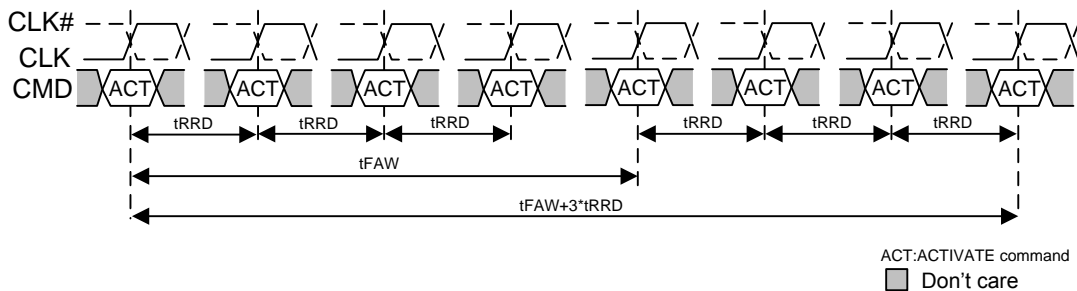 CLK#
CLK
CMD ACT ACT ACT ACT ACT ACT ACT ACT
tRRD tRRD tRRD tRRD tRRD tRRD
tFAW
tFAW+3*tRRD
ACT:ACTIVATE command
Don't care